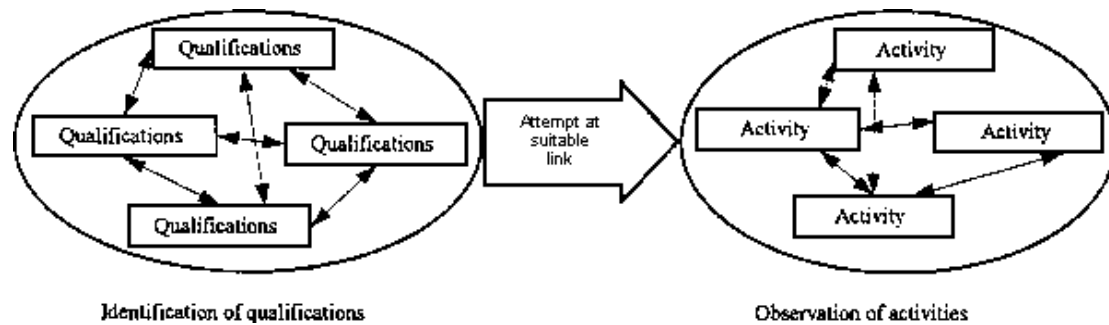 Qualifications
Qualifications
Qualifications
Qualifications
Attempt at
suitable
link
Activity
Activity
Activity
Activity
Identification of qualifications
Observation of activities